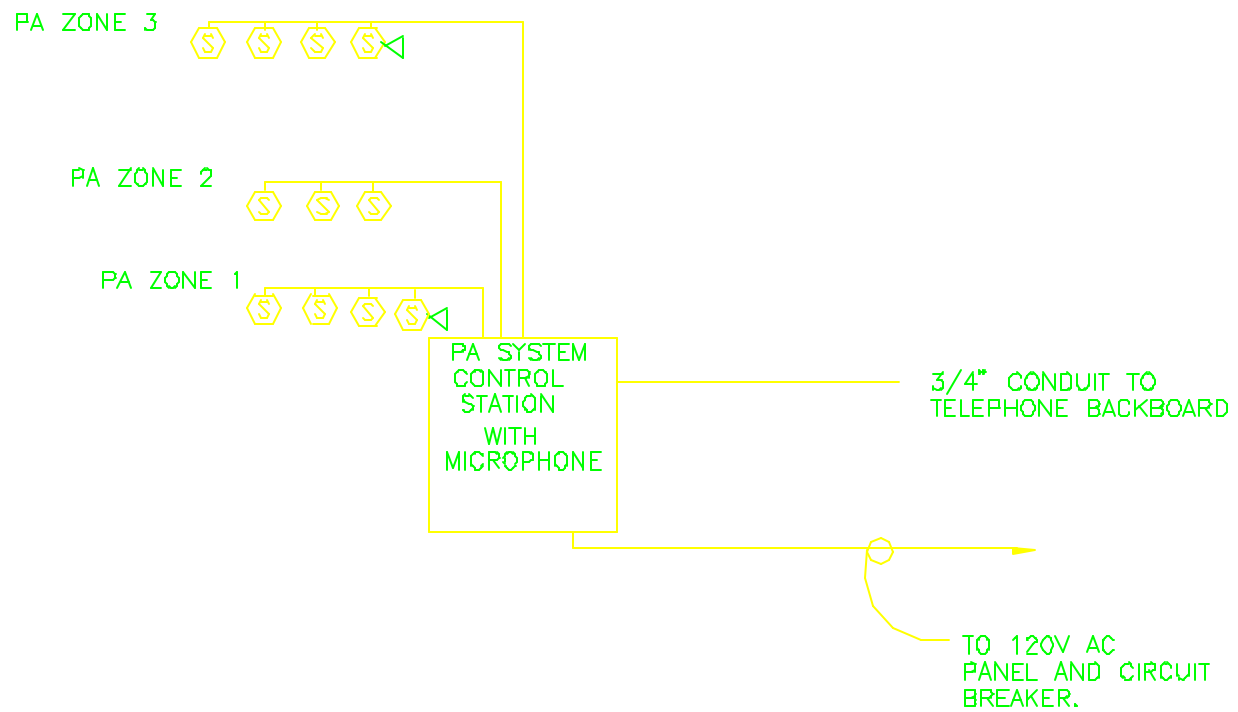 PA ZONE 3
S S S S
PA ZONE 2
S S S
PA ZONE 1
S S S S
PA SYSTEM
CONTROL
STATION
WITH
MICROPHONE
3/4" CONDUIT TO
TELEPHONE BACKBOARD
TO 120V AC
PANEL AND CIRCUIT
BREAKER.